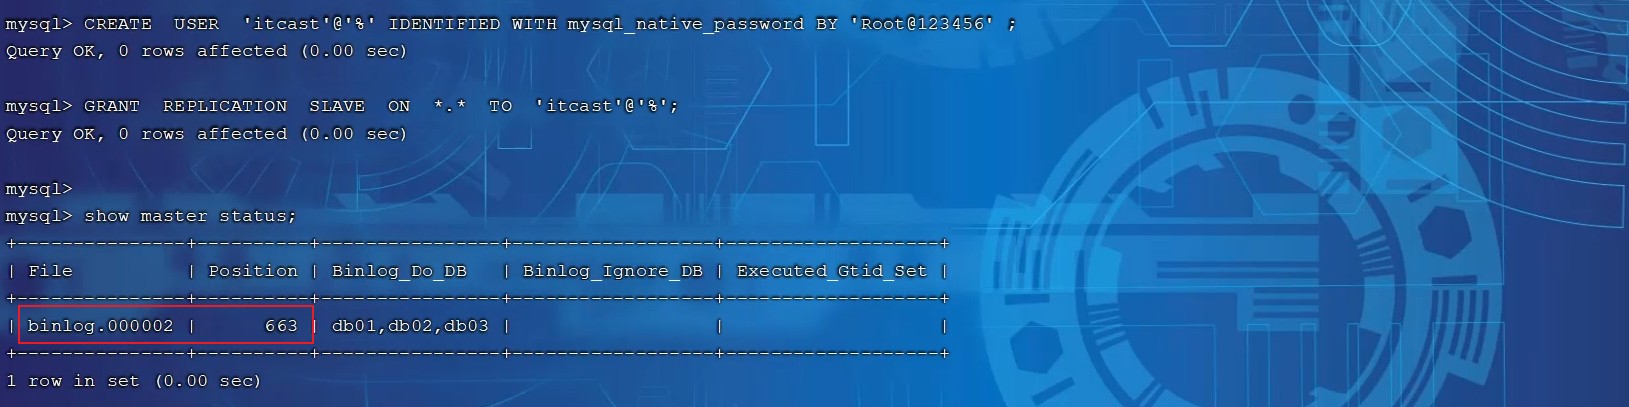 mysql> CREATE  USER  'itcast'@'%' IDENTIFIED WITH mysql_native_password BY 'Root@123456' ;
Query OK, 0 rows affected (0.00 sec)
mysql> GRANT  REPLICATION  SLAVE  ON  *.*  TO  'itcast'@'%';
Query OK, 0 rows affected (0.00 sec)
mysql>
mysql> show master status;
+---------------+----------+----------------+------------------+-------------------+
| File          | Position | Binlog_Do_DB   | Binlog_Ignore_DB | Executed_Gtid_Set |
+---------------+----------+----------------+------------------+-------------------+
| binlog.000002 |      663 | db01,db02,db03 |                  |                   |
+---------------+----------+----------------+------------------+-------------------+
1 row in set (0.00 sec)